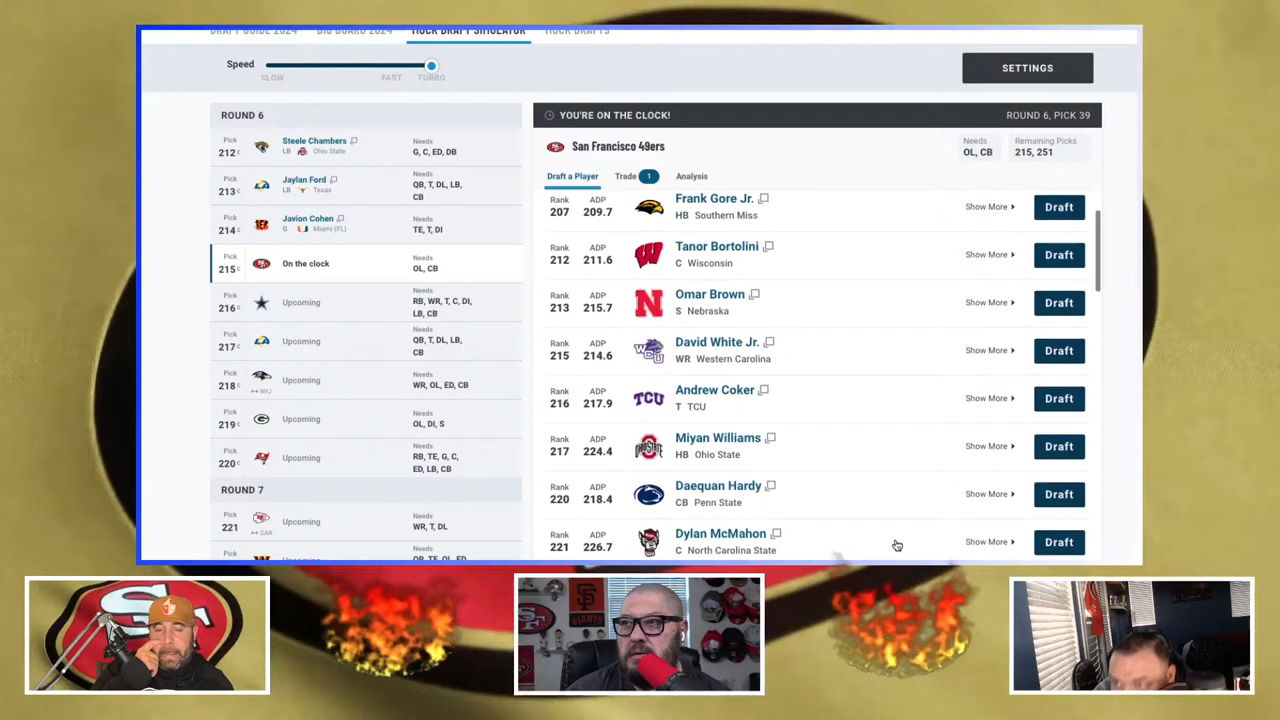 DRAFT GUIDE 2024 BIG BOARD 2024 MOCK DRAFT SIMULATOR MOCK DRAFTS
Speed
SLOW FAST TURBO
SETTINGS
ROUND 6
Pick
212 c
Steele Chambers
LB Ohio State
Needs
G, C, ED, DB
Pick
213 c
Jaylan Ford
LB Texas
Needs
QB, T, DL, LB,
CB
Pick
214 c
Javion Cohen
G Miami (FL)
Needs
TE, T, DI
Pick
215 c
On the clock
Needs
OL, CB
Pick
216 c
Upcoming
Needs
RB, WR, T, C, DI,
LB, CB
Pick
217 c
Upcoming
Needs
QB, T, DL, LB,
CB
Pick
218 c
NYJ
Upcoming
Needs
WR, OL, ED, CB
Pick
219 c
Upcoming
Needs
OL, DI, S
Pick
220 c
Upcoming
Needs
RB, TE, G, C,
ED, LB, CB
ROUND 7
Pick
221
CAR
Upcoming
Needs
WR, T, DL
Upcoming
Needs
QB, TE, OL, ED,
YOU'RE ON THE CLOCK! ROUND 6, PICK 39
San Francisco 49ers
Needs
OL, CB
Remaining Picks
215, 251
Draft a Player Trade 1 Analysis
Rank
207
ADP
209.7
Frank Gore Jr.
HB Southern Miss
Show More
Draft
Rank
212
ADP
211.6
Tanor Bortolini
C Wisconsin
Show More
Draft
Rank
213
ADP
215.7
Omar Brown
S Nebraska
Show More
Draft
Rank
215
ADP
214.6
David White Jr.
WR Western Carolina
Show More
Draft
Rank
216
ADP
217.9
TCU
Andrew Coker
T TCU
Show More
Draft
Rank
217
ADP
224.4
Miyan Williams
HB Ohio State
Show More
Draft
Rank
220
ADP
218.4
Daequan Hardy
CB Penn State
Show More
Draft
Rank
221
ADP
226.7
Dylan McMahon
C North Carolina State
Show More
Draft